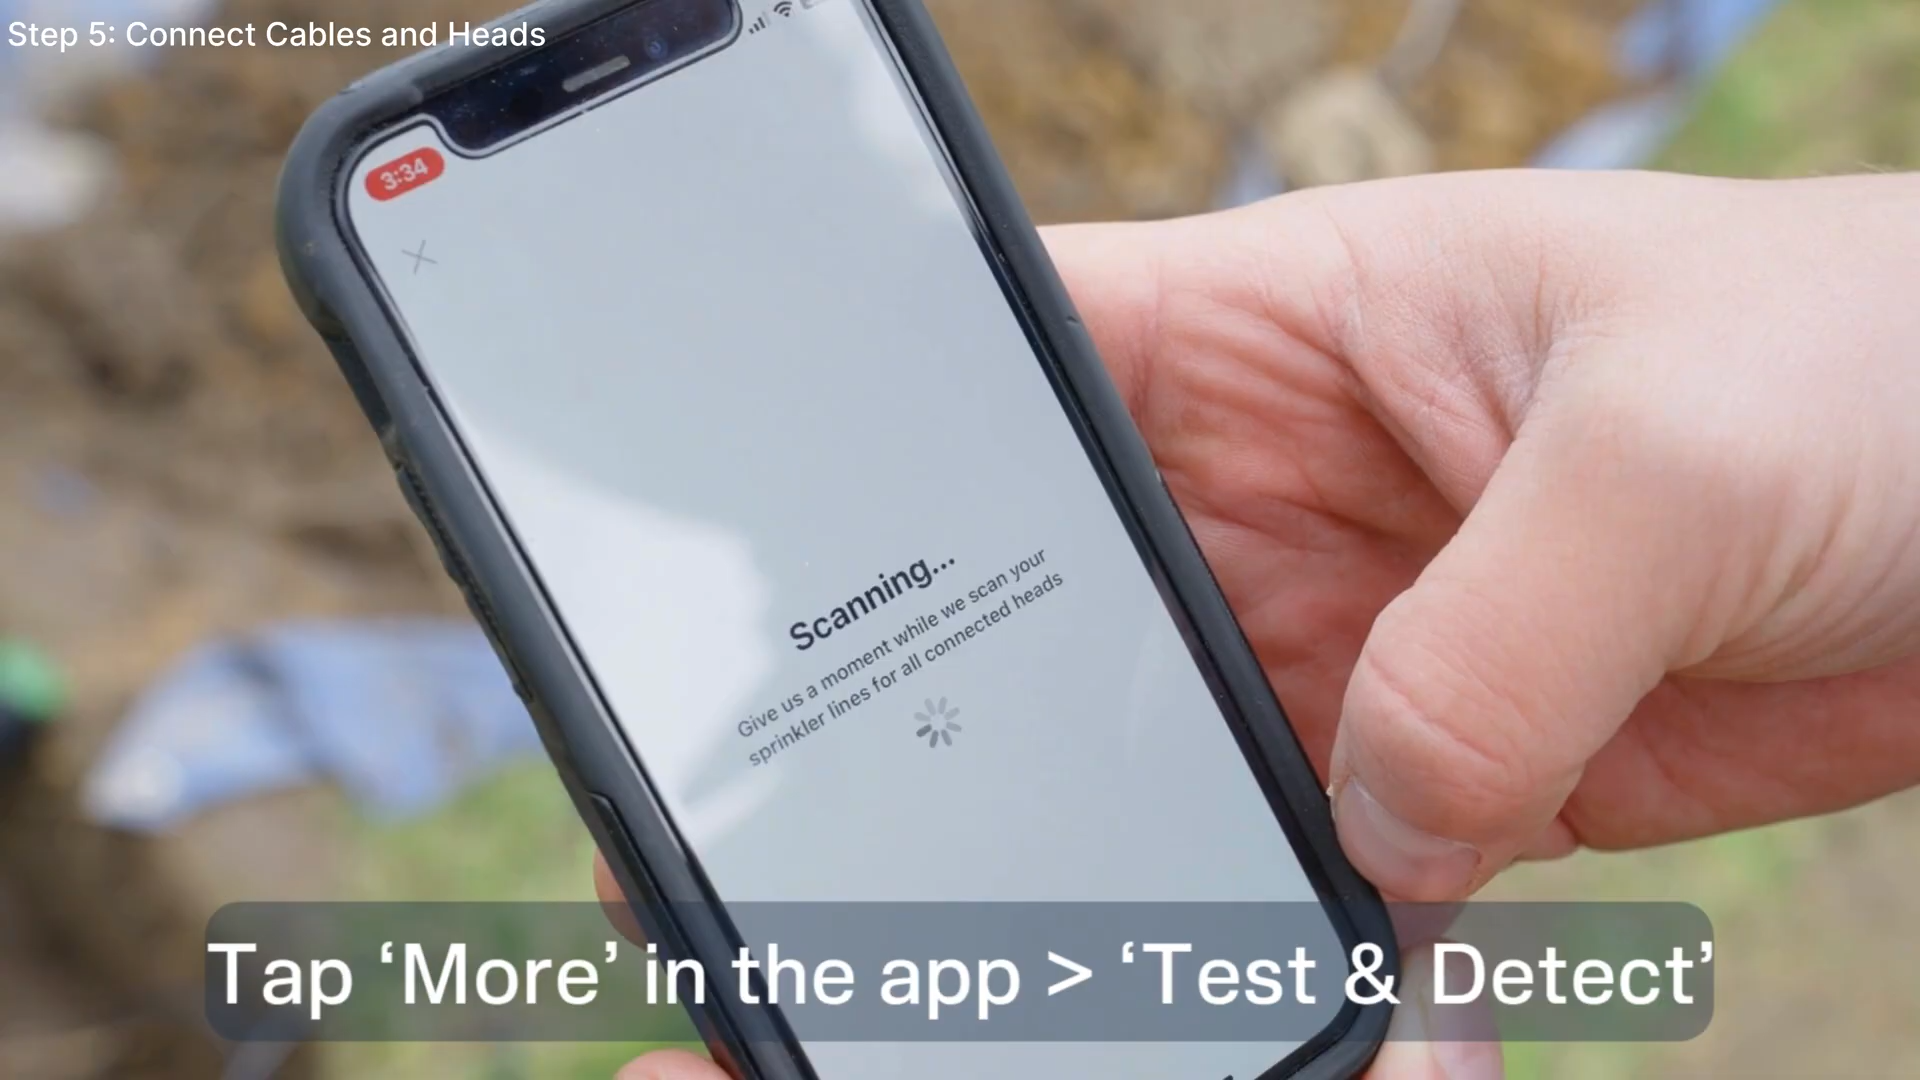 Step 5: Connect Cables and Heads
3:34
Scanning...
Give us a moment while we scan your
sprinkler lines for all connected heads
Tap ‘More’ in the app > ‘Test & Detect’